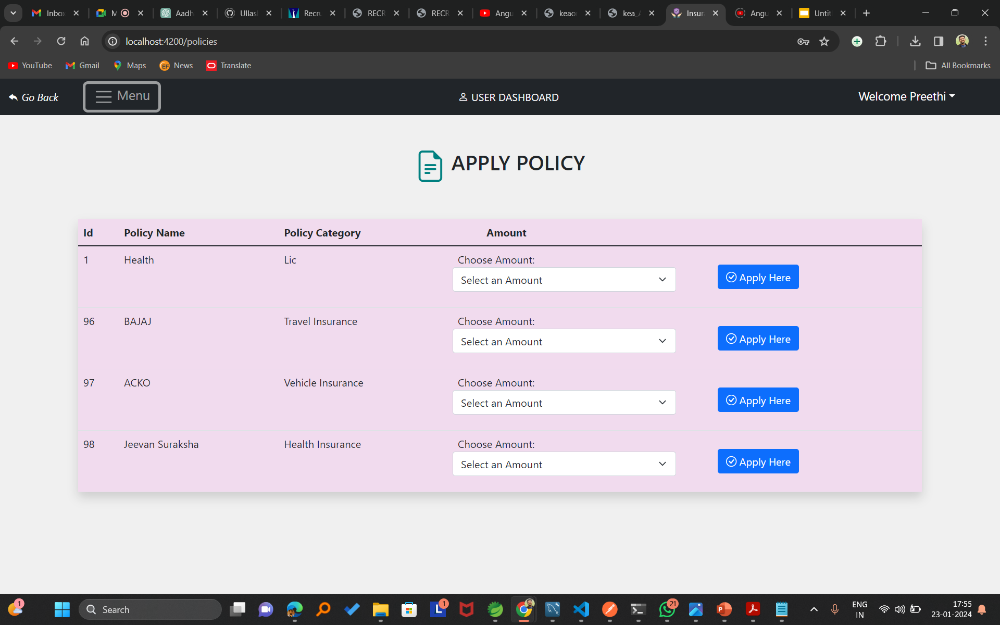 Inbox
M
Aadh
Ullas
Recru
RECR
RECR
Angu
keaor
kea_
Insur
Angu
Untit
localhost:4200/policies
YouTube Gmail Maps News Translate All Bookmarks
Go Back Menu USER DASHBOARD Welcome Preethi
APPLY POLICY
Id Policy Name Policy Category Amount
1 Health Lic Choose Amount:
Select an Amount Apply Here
96 BAJAJ Travel Insurance Choose Amount:
Select an Amount Apply Here
97 ACKO Vehicle Insurance Choose Amount:
Select an Amount Apply Here
98 Jeevan Suraksha Health Insurance Choose Amount:
Select an Amount Apply Here
1
Search
1
21
ENG
IN
17:55
23-01-2024